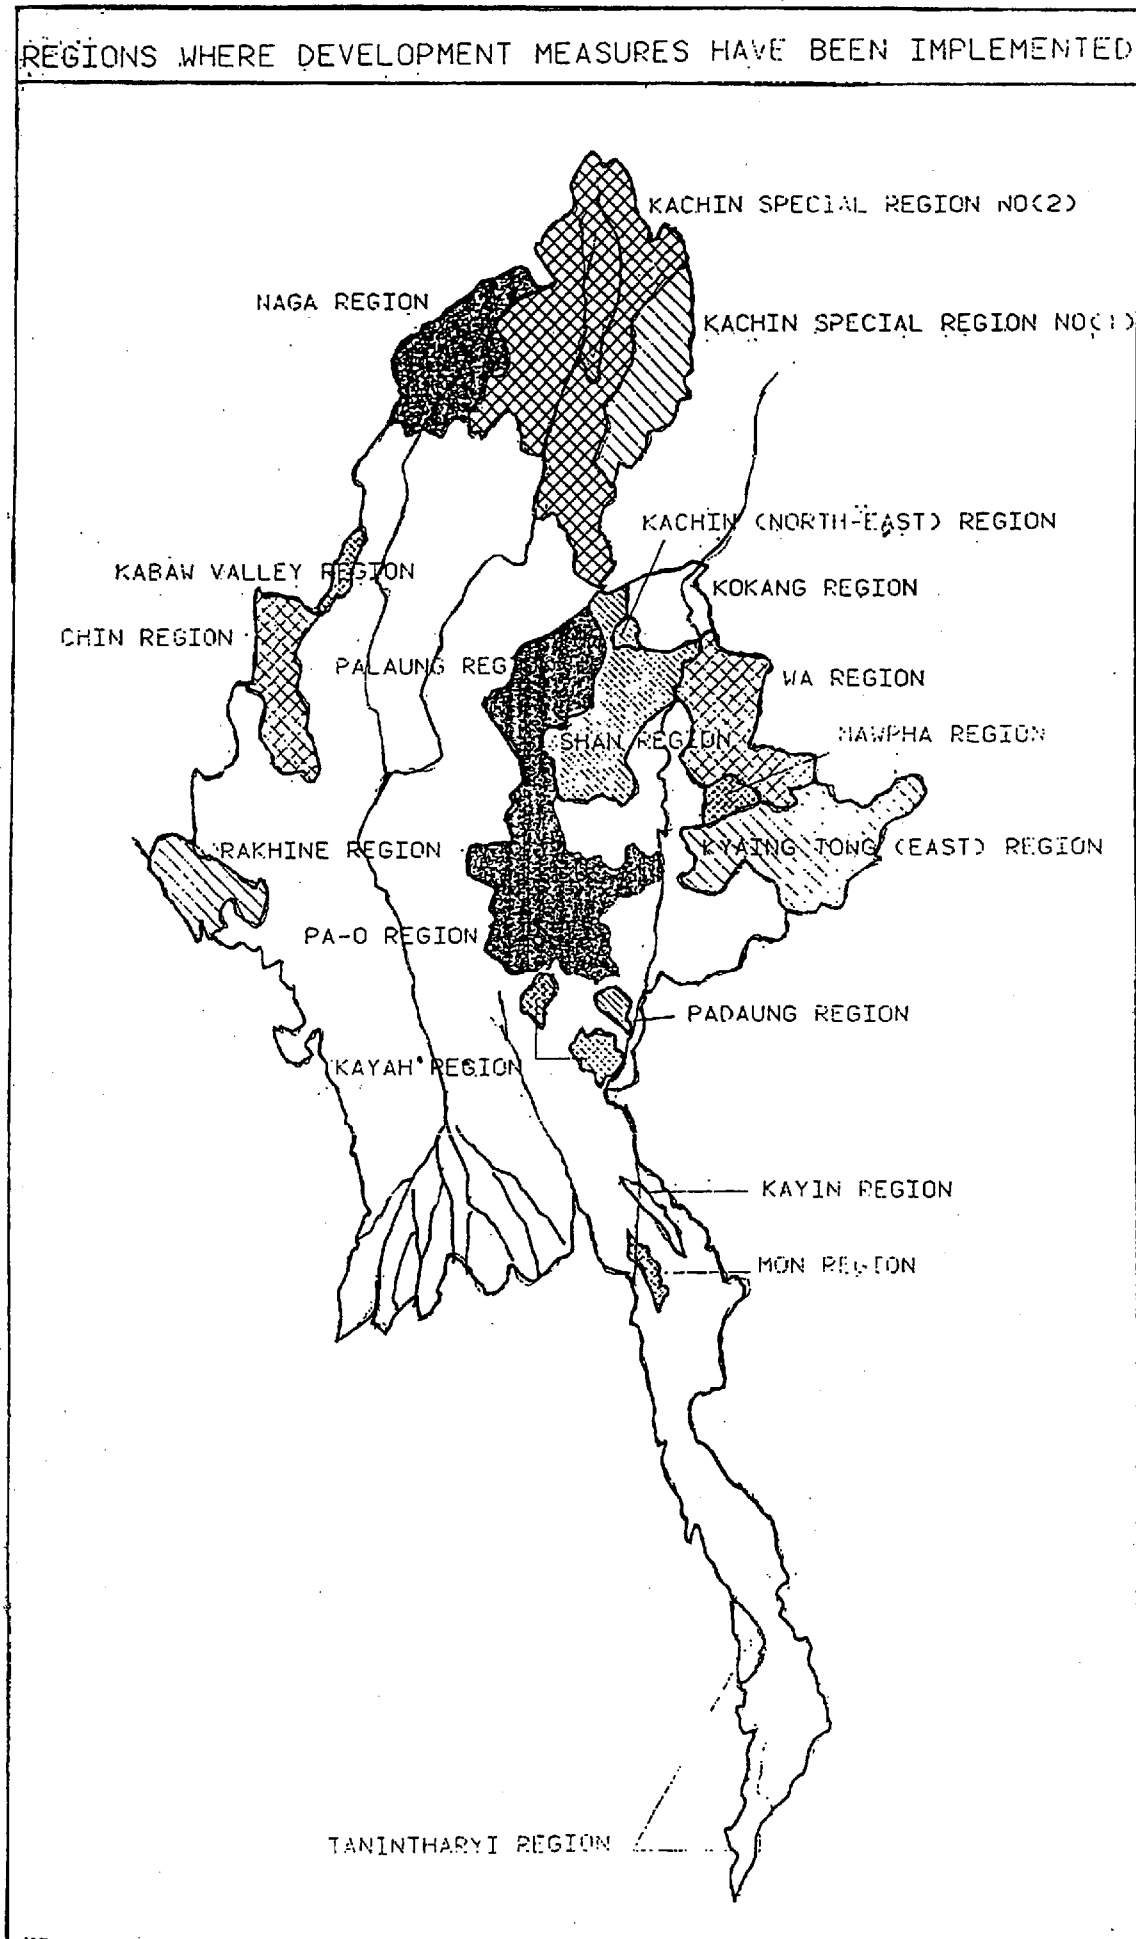 REGIONS WHERE DEVELOPMENT MEASURES HAVE BEEN IMPLEMENTED
KACHIN SPECIAL REGION NO(2)
NAGA REGION
KACHIN SPECIAL REGION NO(1)
KACHIN (NORTH-EAST) REGION
KABAW VALLEY REGION
KOKANG REGION
CHIN REGION
PALAUNG REG
WA REGION
SHAN REGION
MAWPHA REGION
RAKHINE REGION
KYAING TONG (EAST) REGION
PA-O REGION
PADAUNG REGION
KAYAH REGION
KAYIN REGION
MON REGION
TANINTHARYI REGION